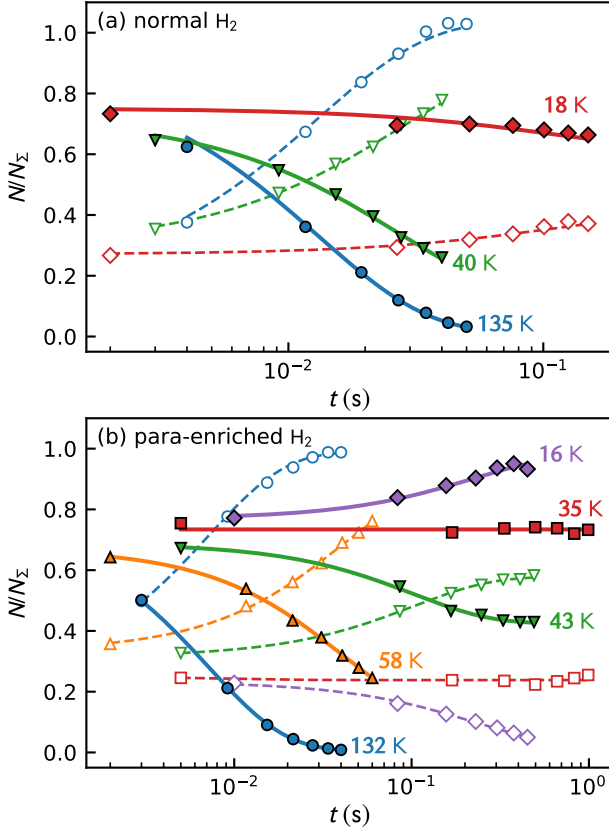 (a) normal H₂
1.0
0.8
0.6
0.4
0.2
0.0
N/N_Σ
18 K
40 K
135 K
10⁻²
10⁻¹
t (s)
(b) para-enriched H₂
1.0
0.8
0.6
0.4
0.2
0.0
N/N_Σ
16 K
35 K
43 K
58 K
132 K
10⁻²
10⁻¹
10⁰
t (s)